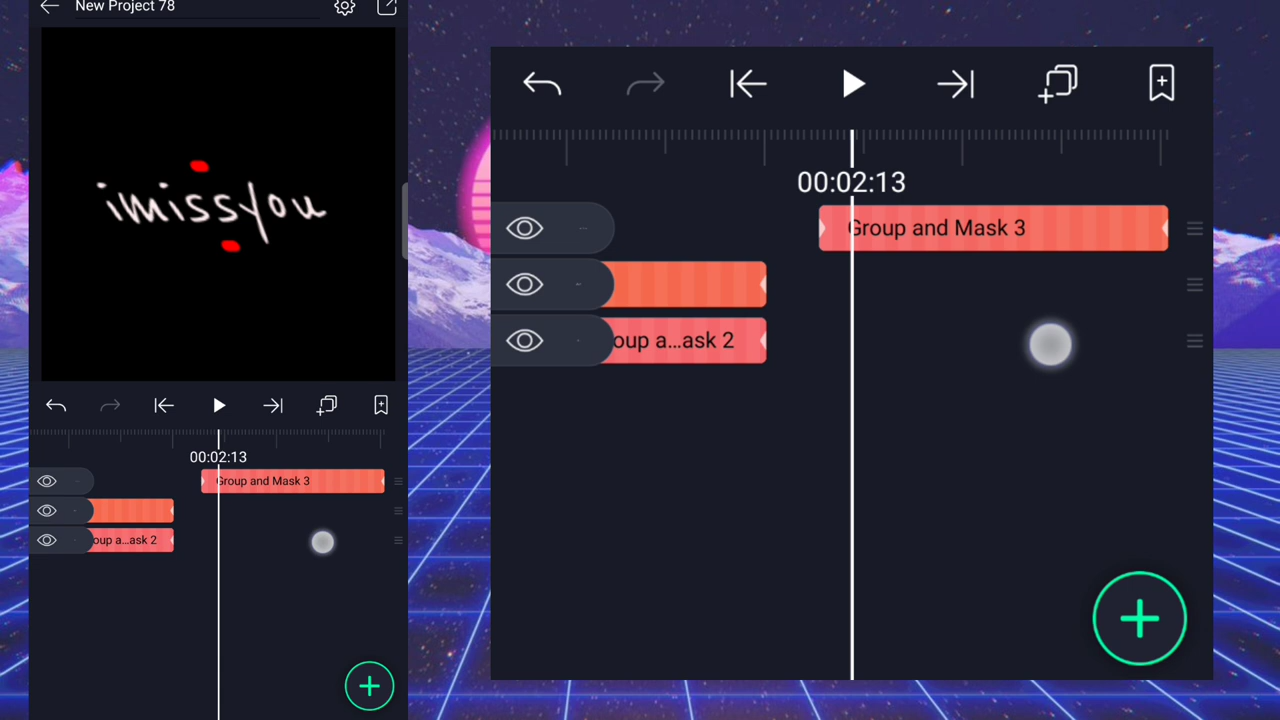 New Project 78
imissyou
00:02:13
Group and Mask 3
oup a...ask 2
00:02:13
Group and Mask 3
oup a...ask 2